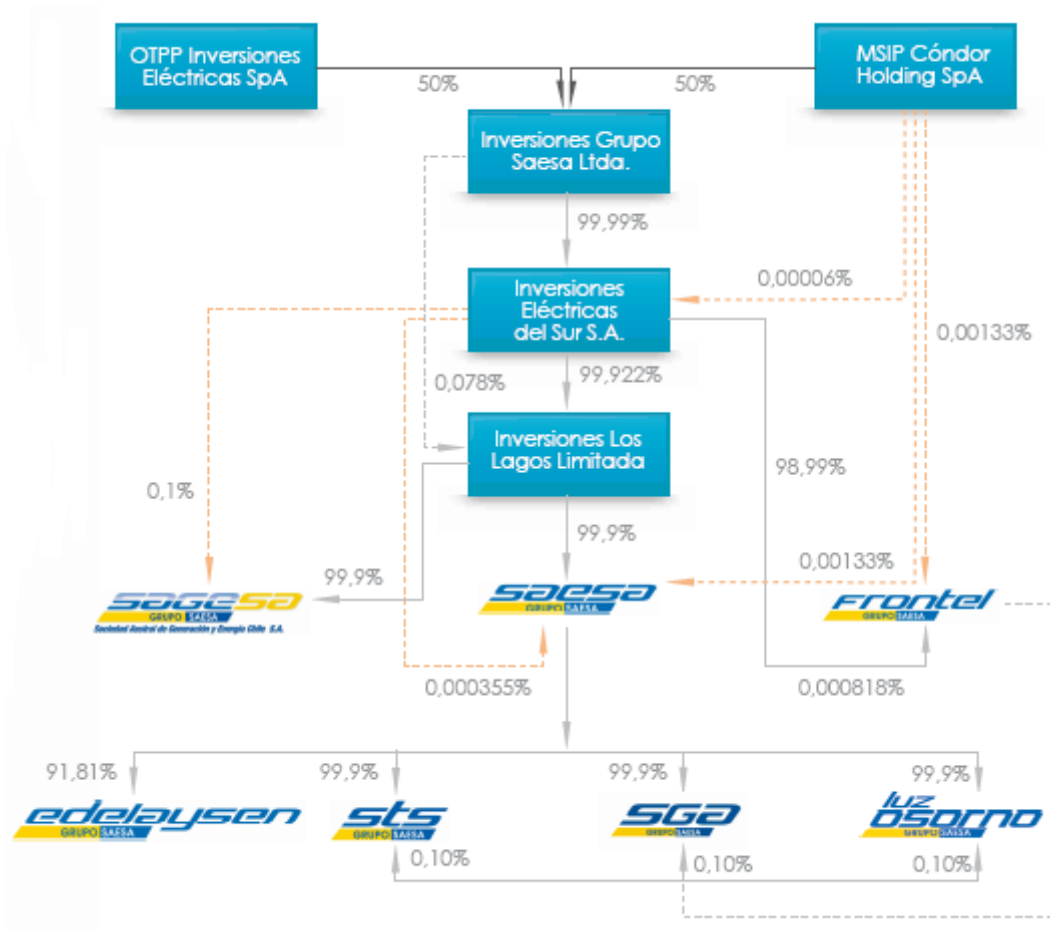 OTPP Inversiones
Eléctricas SpA
MSIP Cóndor
Holding SpA
50%
50%
Inversiones Grupo
Saesa Ltda.
99,99%
0,00006%
Inversiones
Eléctricas
del Sur S.A.
0,00133%
0,078%
99,922%
Inversiones Los
Lagos Limitada
98,99%
0,1%
99,9%
0,00133%
99,9%
sagesa
GRUPO SAESA
Sociedad Austral de Generación y Energía Chile S.A.
saesa
GRUPO SAESA
Frontel
GRUPO SAESA
0,000355%
0,000818%
91,81%
99,9%
99,9%
99,9%
edelaysen
GRUPO SAESA
sts
GRUPO SAESA
SGA
GRUPO SAESA
luz
osorno
GRUPO SAESA
0,10%
0,10%
0,10%